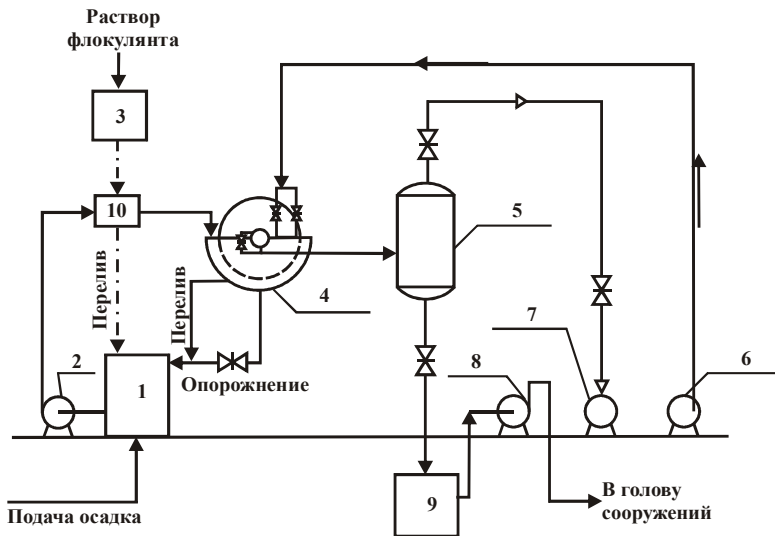 Раствор
флокулянта
3
10
5
Перелив
Перелив
4
7
2
8
6
1
Опорожнение
9
В голову
сооружений
Подача осадка